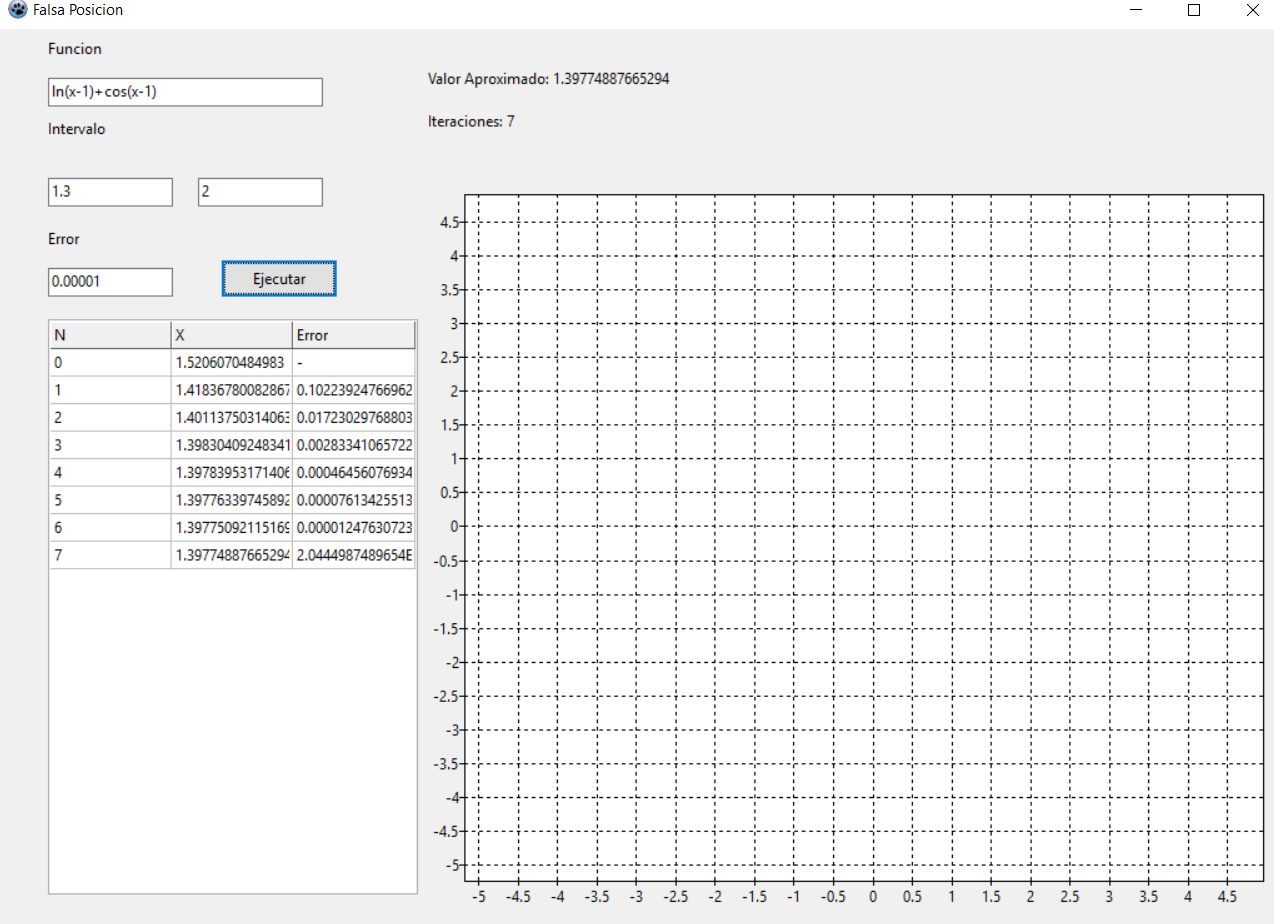 Falsa Posicion
Funcion
ln(x-1)+cos(x-1)
Intervalo
1.3 2
Error
0.00001 Ejecutar
N X Error
0 1.5206070484983 -
1 1.41836780082867 0.10223924766962
2 1.40113750314063 0.01723029768803
3 1.39830409248341 0.00283341065722
4 1.39783953171406 0.00046456076934
5 1.39776339745892 0.00007613425513
6 1.39775092115169 0.00001247630723
7 1.39774887665294 2.0444987489654E
Valor Aproximado: 1.39774887665294
Iteraciones: 7
4.5
4
3.5
3
2.5
2
1.5
1
0.5
0
-0.5
-1
-1.5
-2
-2.5
-3
-3.5
-4
-4.5
-5
-5 -4.5 -4 -3.5 -3 -2.5 -2 -1.5 -1 -0.5 0 0.5 1 1.5 2 2.5 3 3.5 4 4.5